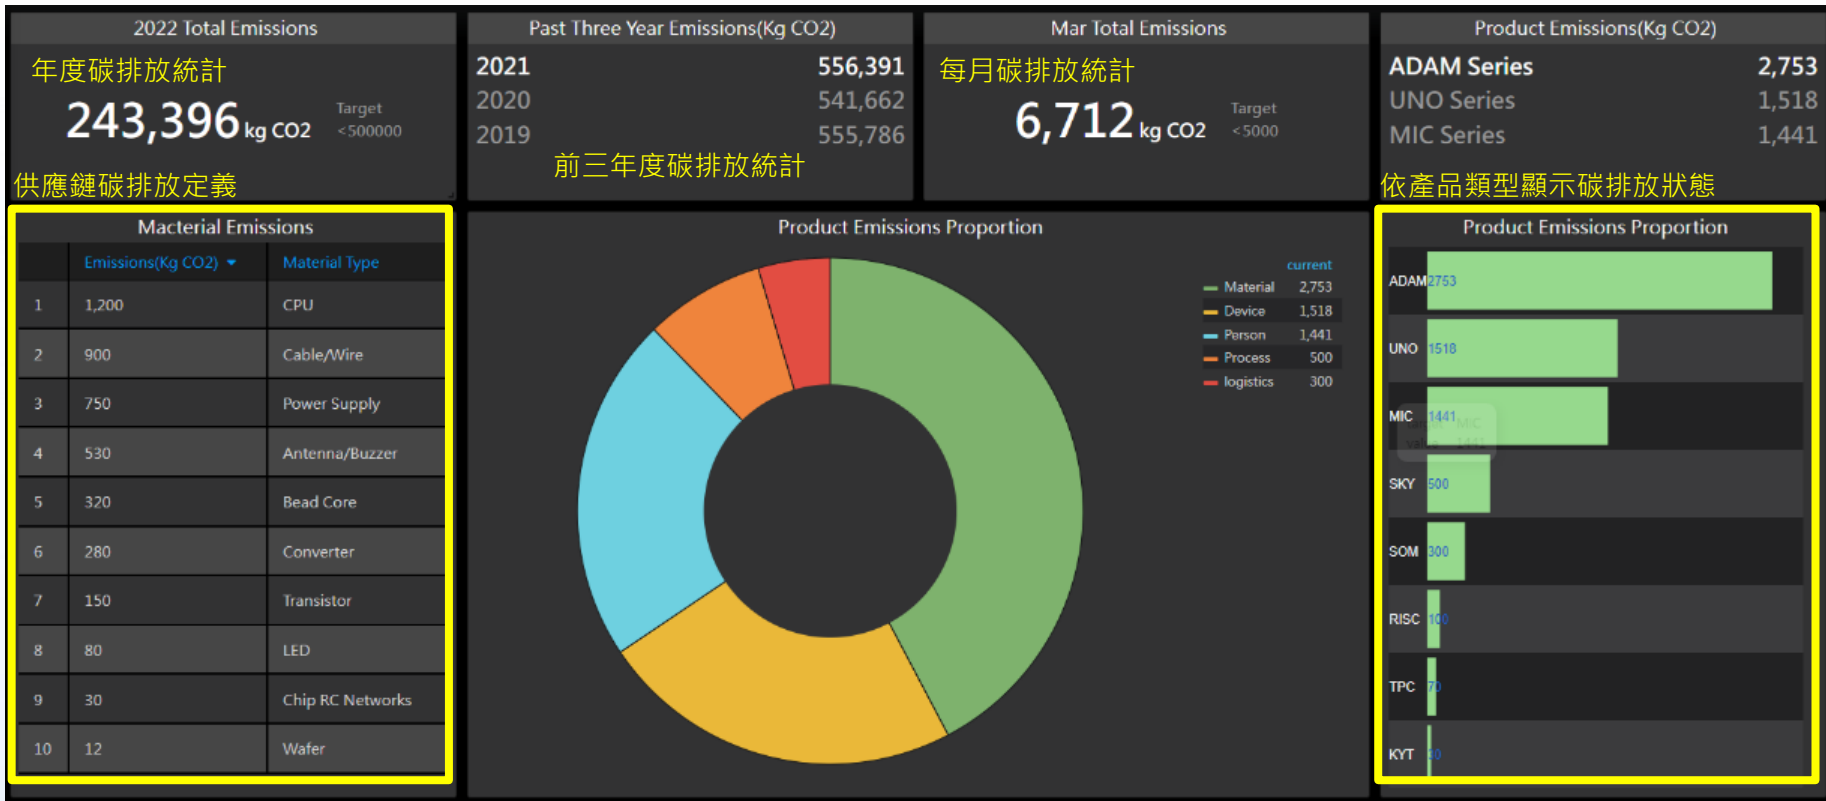 2022 Total Emissions
年度碳排放統計
243,396 kg CO2
Target
<500000
供應鏈碳排放定義
Past Three Year Emissions(Kg CO2)
2021 556,391
2020 541,662
2019 555,786
前三年度碳排放統計
Mar Total Emissions
每月碳排放統計
6,712 kg CO2
Target
<5000
Product Emissions(Kg CO2)
ADAM Series 2,753
UNO Series 1,518
MIC Series 1,441
依產品類型顯示碳排放狀態
Macterial Emissions
Emissions(Kg CO2) Material Type
1 1,200 CPU
2 900 Cable/Wire
3 750 Power Supply
4 530 Antenna/Buzzer
5 320 Bead Core
6 280 Converter
7 150 Transistor
8 80 LED
9 30 Chip RC Networks
10 12 Wafer
Product Emissions Proportion
current
Material 2,753
Device 1,518
Person 1,441
Process 500
logistics 300
Product Emissions Proportion
ADAM 2753
UNO 1518
MIC 1441
target MIC
value 1441
SKY 500
SOM 300
RISC 100
TPC 70
KYT 30